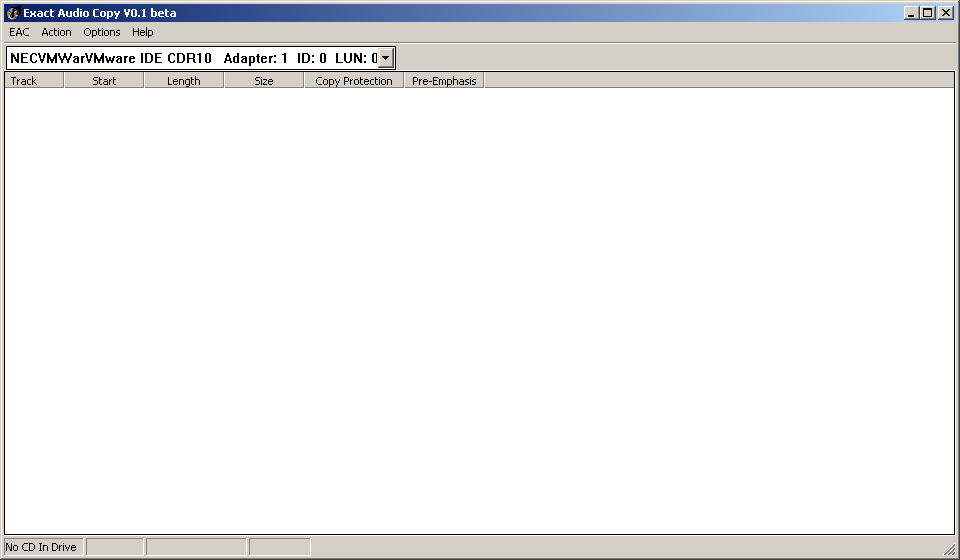 Exact Audio Copy V0.1 beta
EAC Action Options Help
NECVMWarVMware IDE CDR10 Adapter: 1 ID: 0 LUN: 0
Track Start Length Size Copy Protection Pre-Emphasis
No CD In Drive